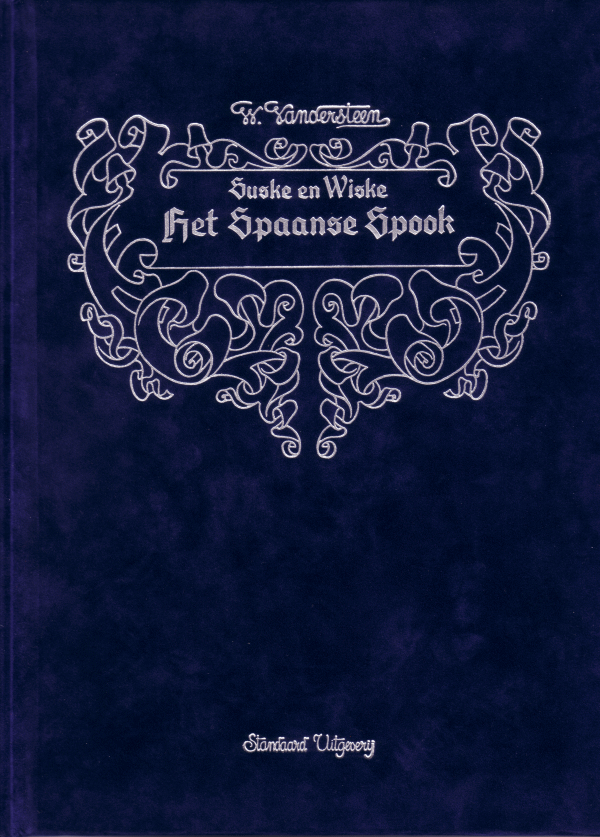 W. Vandersteen
Suske en Wiske
Het Spaanse Spook
Standaard Uitgeverij